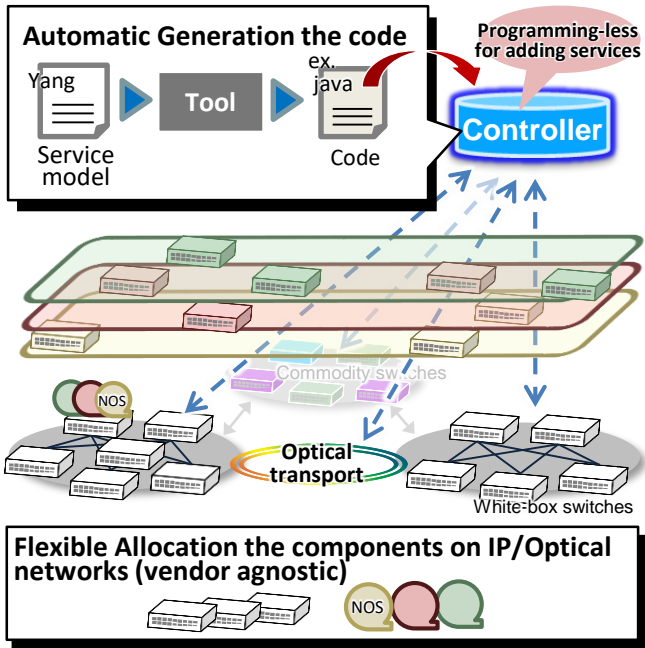 Automatic Generation the code
Programming-less
for adding services
Yang
Tool
ex.
java
Controller
Service
model
Code
Commodity switches
NOS
Optical
transport
White-box switches
Flexible Allocation the components on IP/Optical
networks (vendor agnostic)
NOS